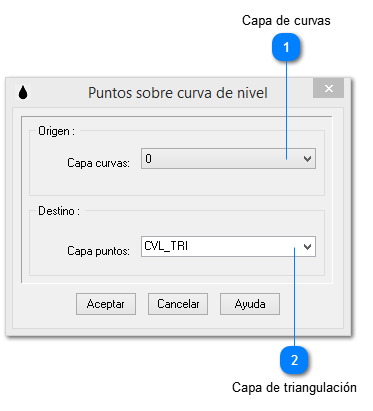 Capa de curvas
1
Puntos sobre curva de nivel
Origen :
Capa curvas: 0
Destino :
Capa puntos: CVL_TRI
Aceptar Cancelar Ayuda
2
Capa de triangulación